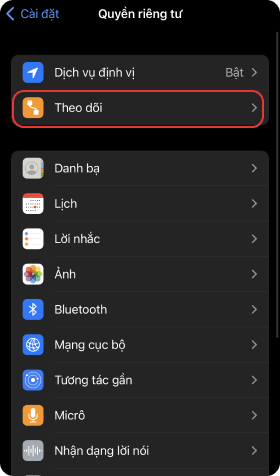 Cài đặt
Quyền riêng tư
Dịch vụ định vị Bật
Theo dõi
Danh bạ
Lịch
Lời nhắc
Ảnh
Bluetooth
Mạng cục bộ
Tương tác gần
Micrô
Nhận dạng lời nói